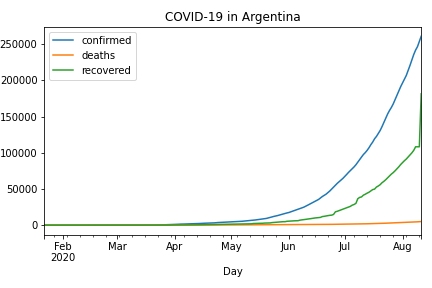 COVID-19 in Argentina
confirmed
deaths
recovered
250000
200000
150000
100000
50000
0
Feb Mar Apr May Jun Jul Aug
2020
Day